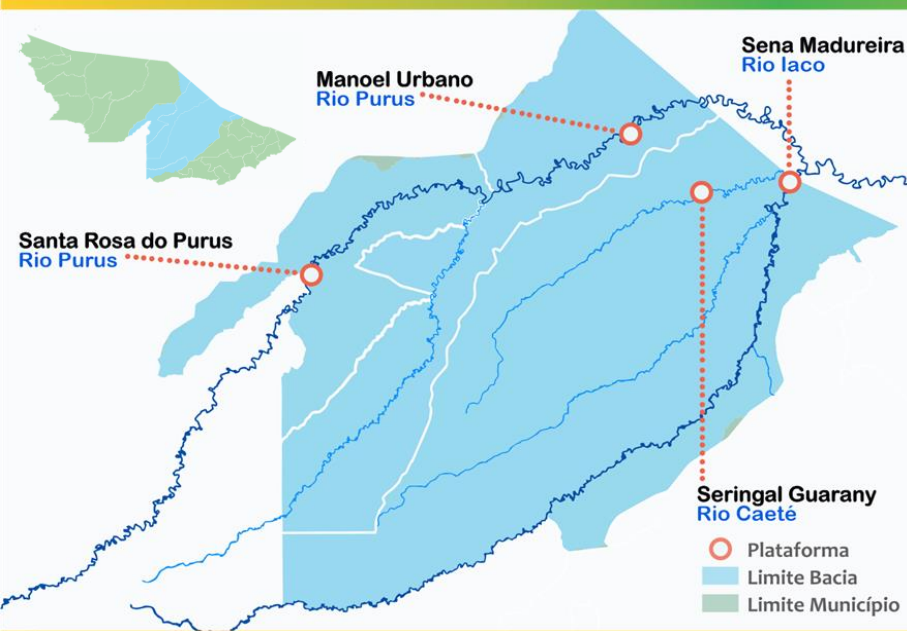 Sena Madureira
Rio Iaco
Manoel Urbano
Rio Purus
Santa Rosa do Purus
Rio Purus
Seringal Guarany
Rio Caeté
Plataforma
Limite Bacia
Limite Município